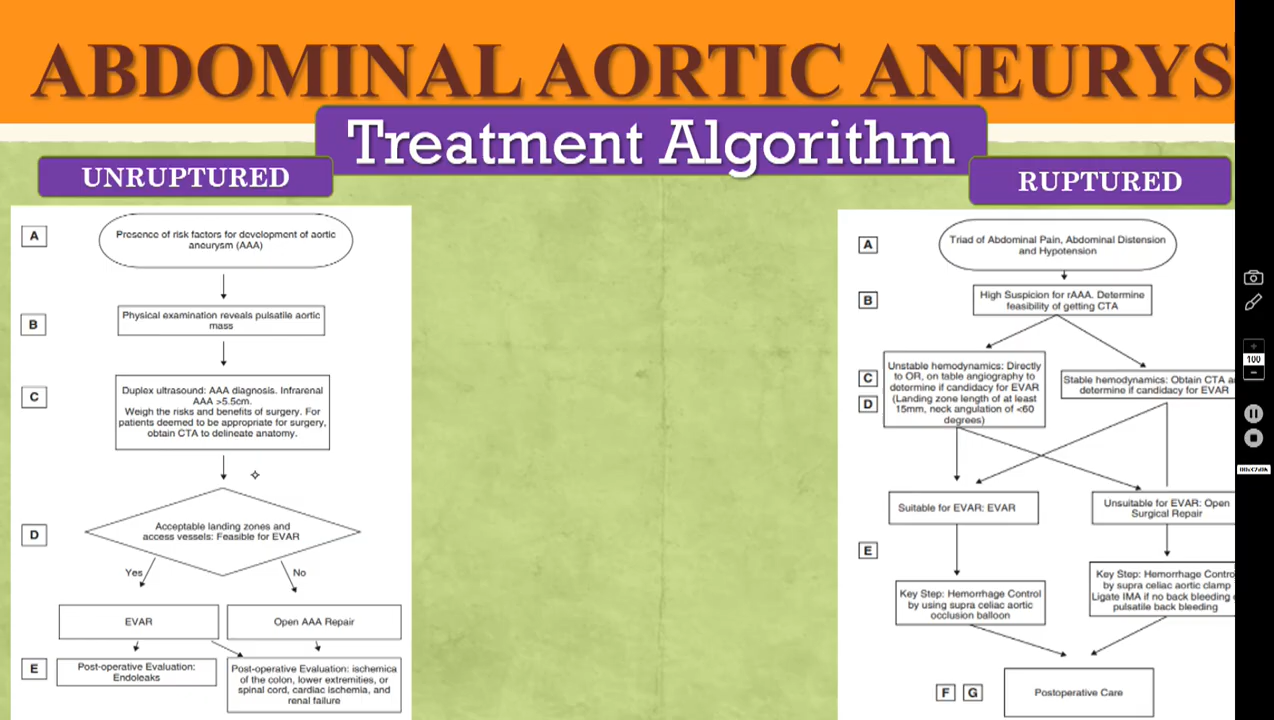 ABDOMINAL AORTIC ANEURYS
Treatment Algorithm
UNRUPTURED
A
Presence of risk factors for development of aortic
aneurysm (AAA)
B
Physical examination reveals pulsatile aortic
mass
C
Duplex ultrasound: AAA diagnosis. Infrarenal
AAA >5.5cm.
Weigh the risks and benefits of surgery. For
patients deemed to be appropriate for surgery,
obtain CTA to delineate anatomy.
D
Acceptable landing zones and
access vessels: Feasible for EVAR
Yes
No
EVAR
Open AAA Repair
E
Post-operative Evaluation:
Endoleaks
Post-operative Evaluation: ischemica
of the colon, lower extremities, or
spinal cord, cardiac ischemia, and
renal failure
RUPTURED
A
Triad of Abdominal Pain, Abdominal Distension
and Hypotension
B
High Suspicion for rAAA. Determine
feasibility of getting CTA
C
D
Unstable hemodynamics: Directly
to OR, on table angiography to
determine if candidacy for EVAR
(Landing zone length of at least
15mm, neck angulation of <60
degrees)
Stable hemodynamics: Obtain CTA a
determine if candidacy for EVAR
Suitable for EVAR: EVAR
Unsuitable for EVAR: Open
Surgical Repair
E
Key Step: Hemorrhage Control
by using supra celiac aortic
occlusion balloon
Key Step: Hemorrhage Contro
by supra celiac aortic clamp
Ligate IMA if no back bleeding
pulsatile back bleeding
F
G
Postoperative Care
100